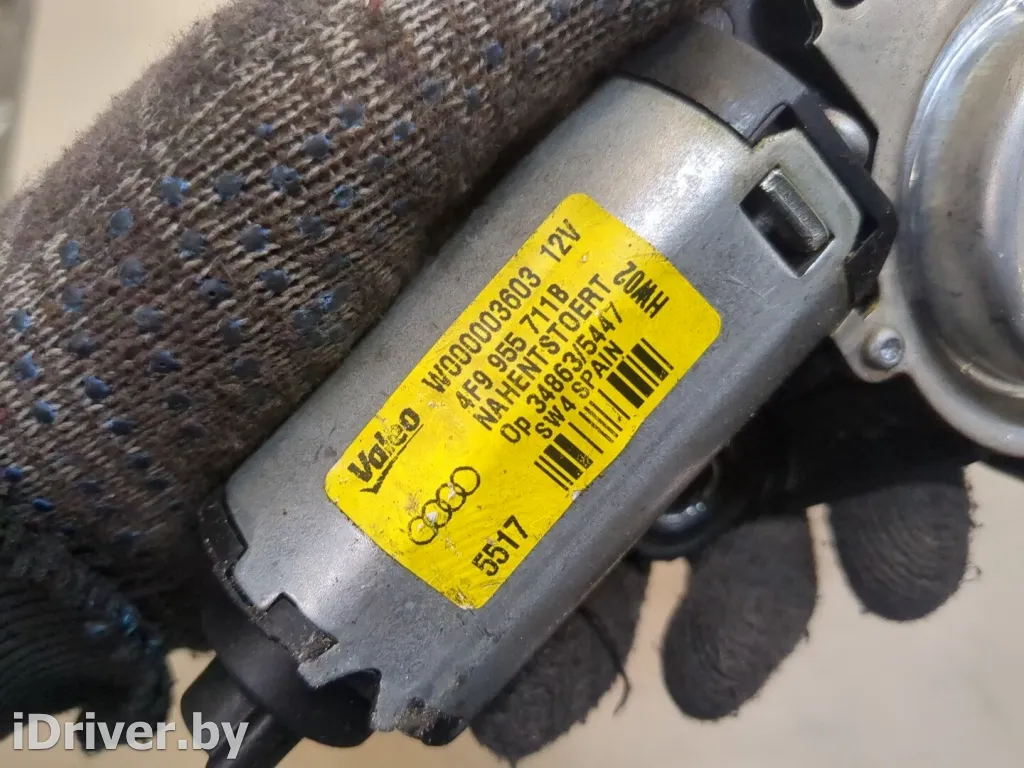 Valeo
W000003603 12V
4F9 955 711B
NAHENTSTOERT
Op 34863/5447
SW4 SPAIN
HW02
5517
iDriver.by